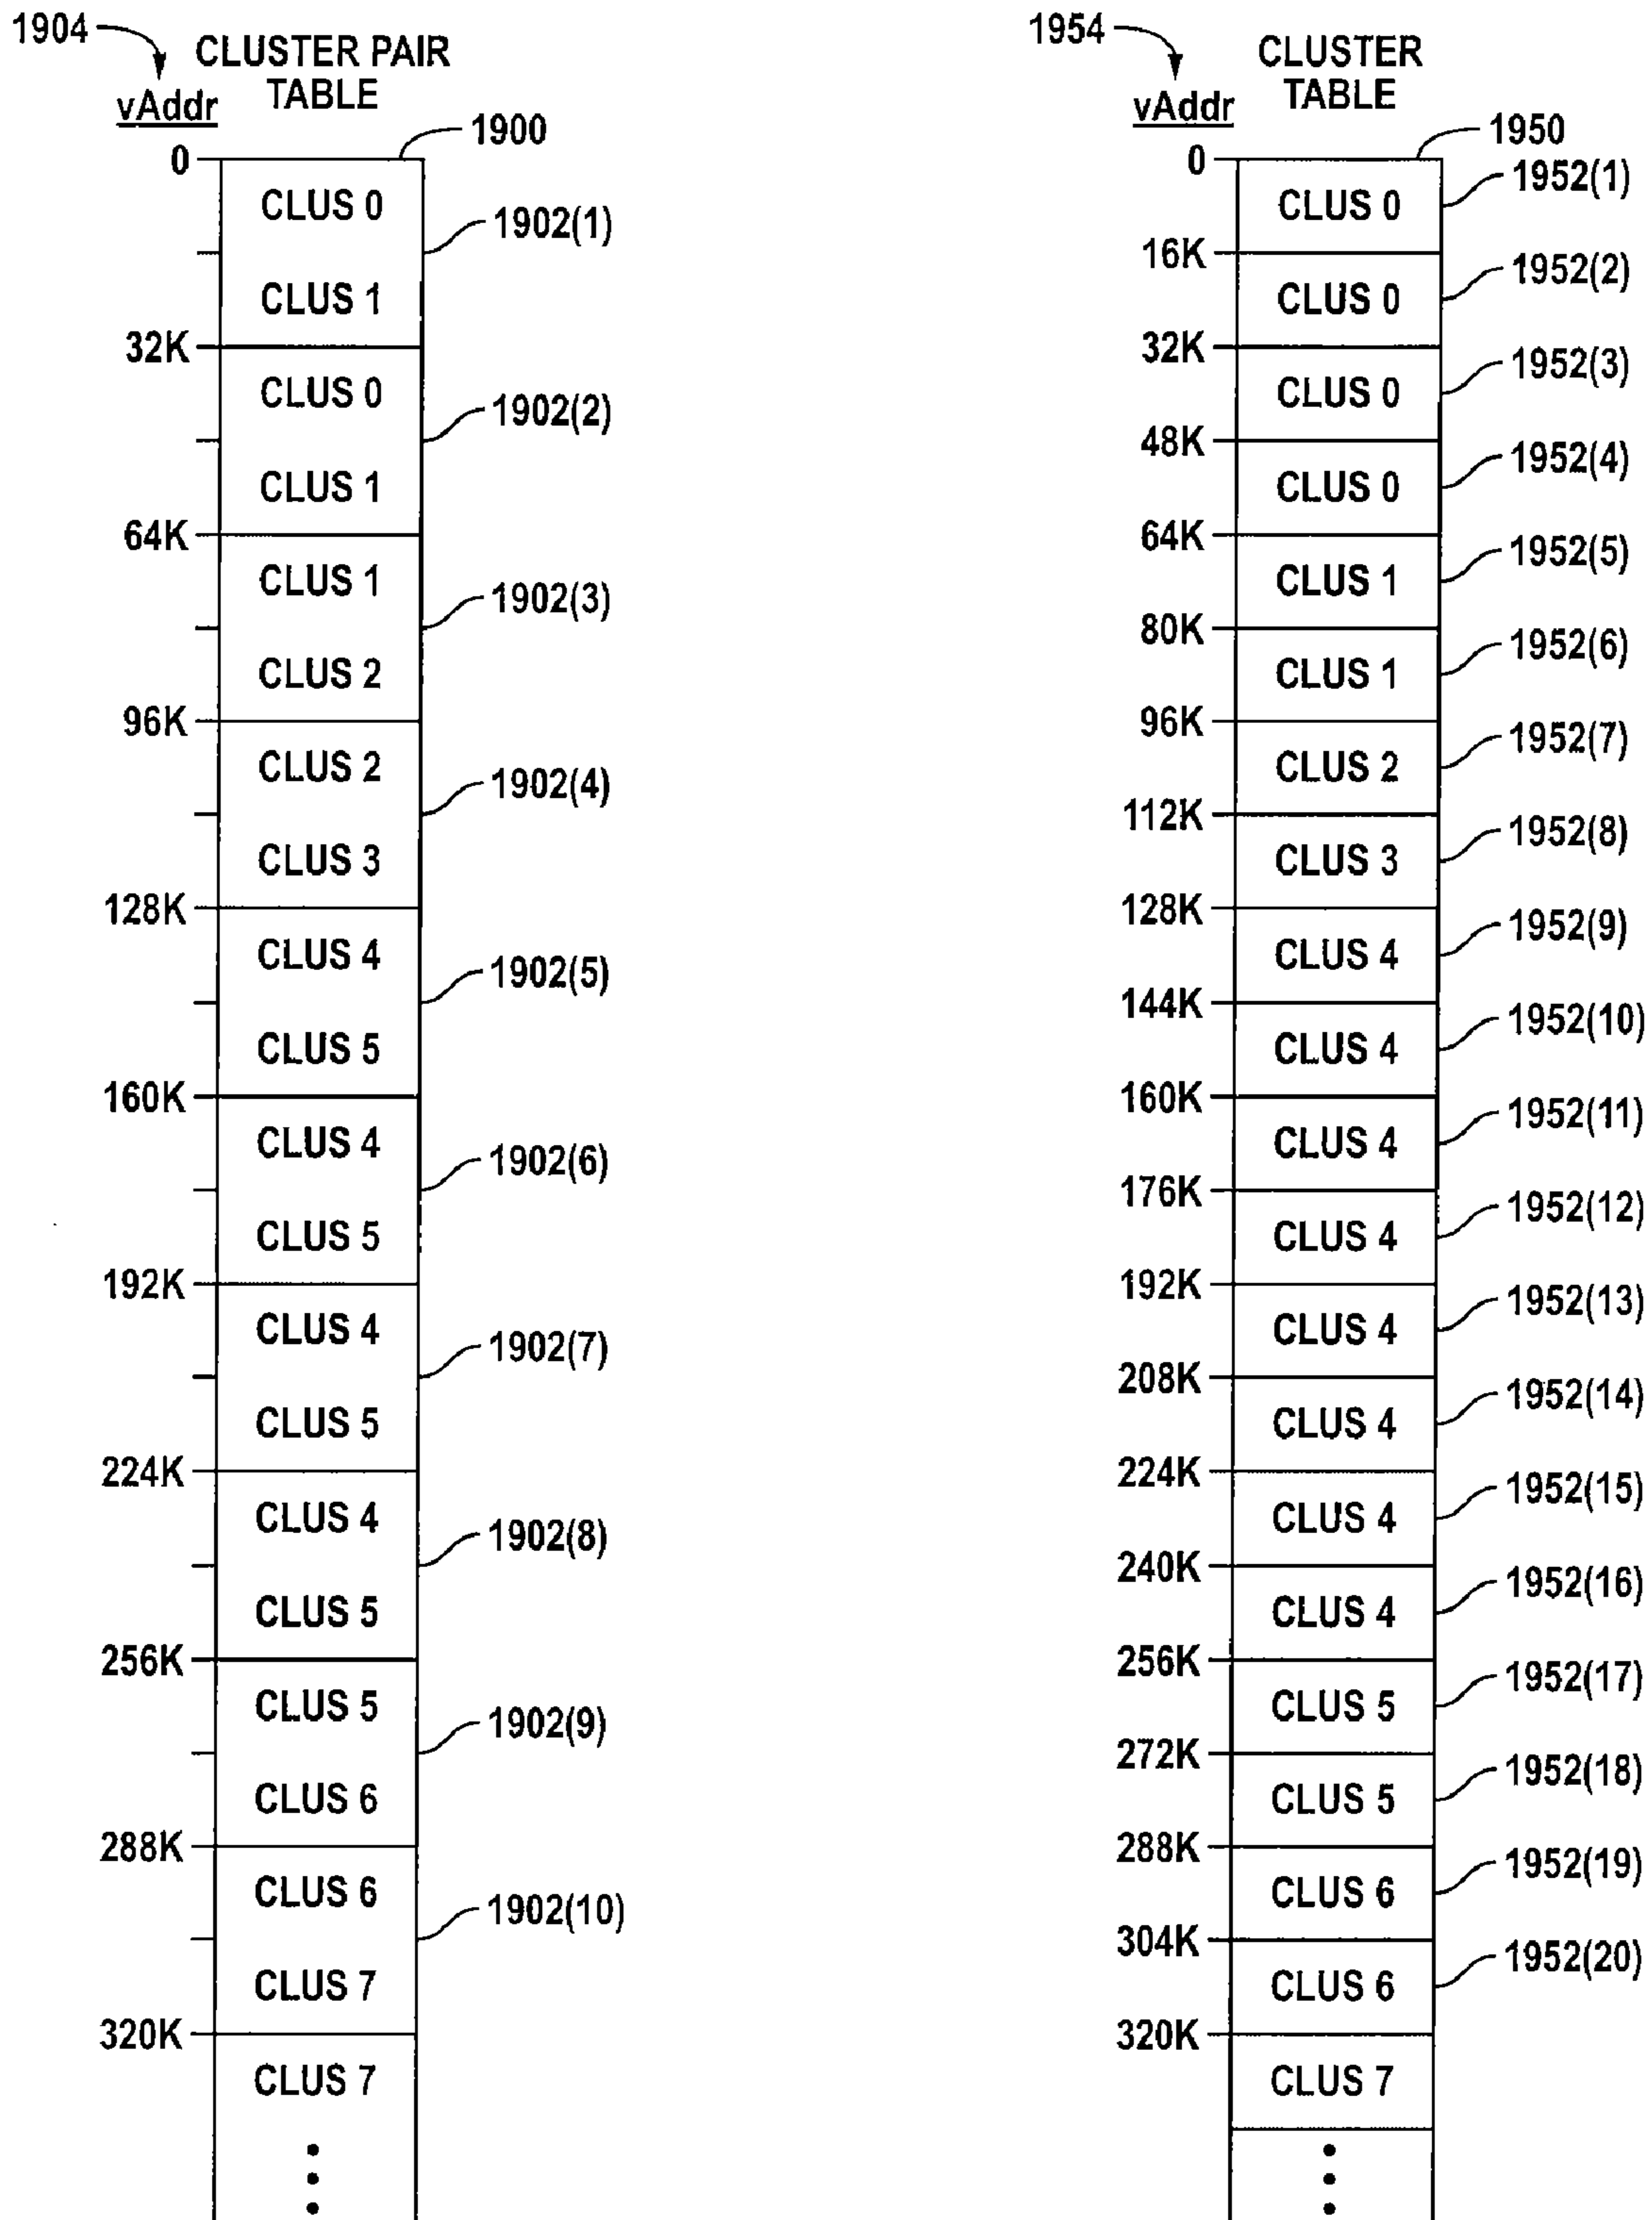 1904
CLUSTER PAIR
TABLE
vAddr
1900
0
CLUS 0
1902(1)
CLUS 1
32K
CLUS 0
1902(2)
CLUS 1
64K
CLUS 1
1902(3)
CLUS 2
96K
CLUS 2
1902(4)
CLUS 3
128K
CLUS 4
1902(5)
CLUS 5
160K
CLUS 4
1902(6)
CLUS 5
192K
CLUS 4
1902(7)
CLUS 5
224K
CLUS 4
1902(8)
CLUS 5
256K
CLUS 5
1902(9)
CLUS 6
288K
CLUS 6
1902(10)
CLUS 7
320K
CLUS 7
1954
CLUSTER
TABLE
vAddr
1950
0
1952(1)
CLUS 0
16K
1952(2)
CLUS 0
32K
1952(3)
CLUS 0
48K
1952(4)
CLUS 0
64K
1952(5)
CLUS 1
80K
1952(6)
CLUS 1
96K
1952(7)
CLUS 2
112K
1952(8)
CLUS 3
128K
1952(9)
CLUS 4
144K
1952(10)
CLUS 4
160K
1952(11)
CLUS 4
176K
1952(12)
CLUS 4
192K
1952(13)
CLUS 4
208K
1952(14)
CLUS 4
224K
1952(15)
CLUS 4
240K
1952(16)
CLUS 4
256K
1952(17)
CLUS 5
272K
1952(18)
CLUS 5
288K
1952(19)
CLUS 6
304K
1952(20)
CLUS 6
320K
CLUS 7